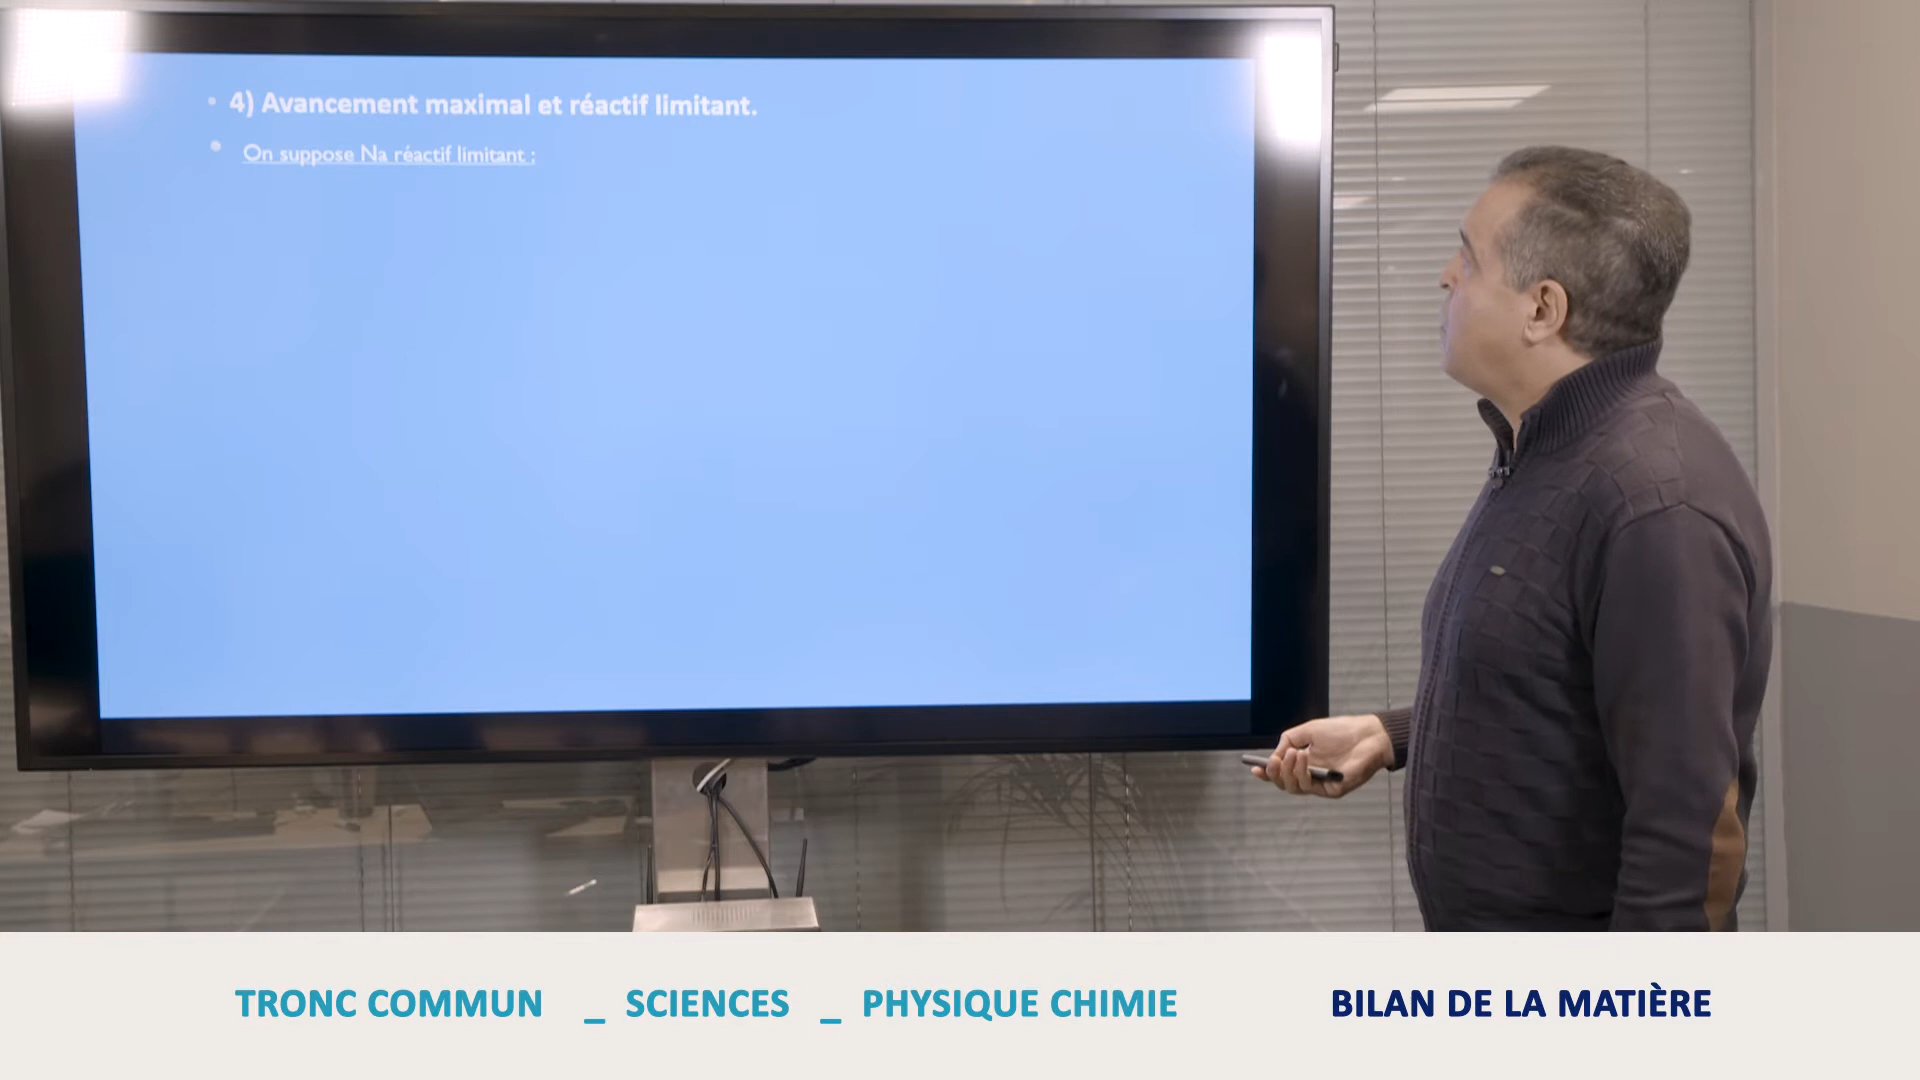 • 4) Avancement maximal et réactif limitant.
• On suppose Na réactif limitant :
TRONC COMMUN _ SCIENCES _ PHYSIQUE CHIMIE BILAN DE LA MATIÈRE